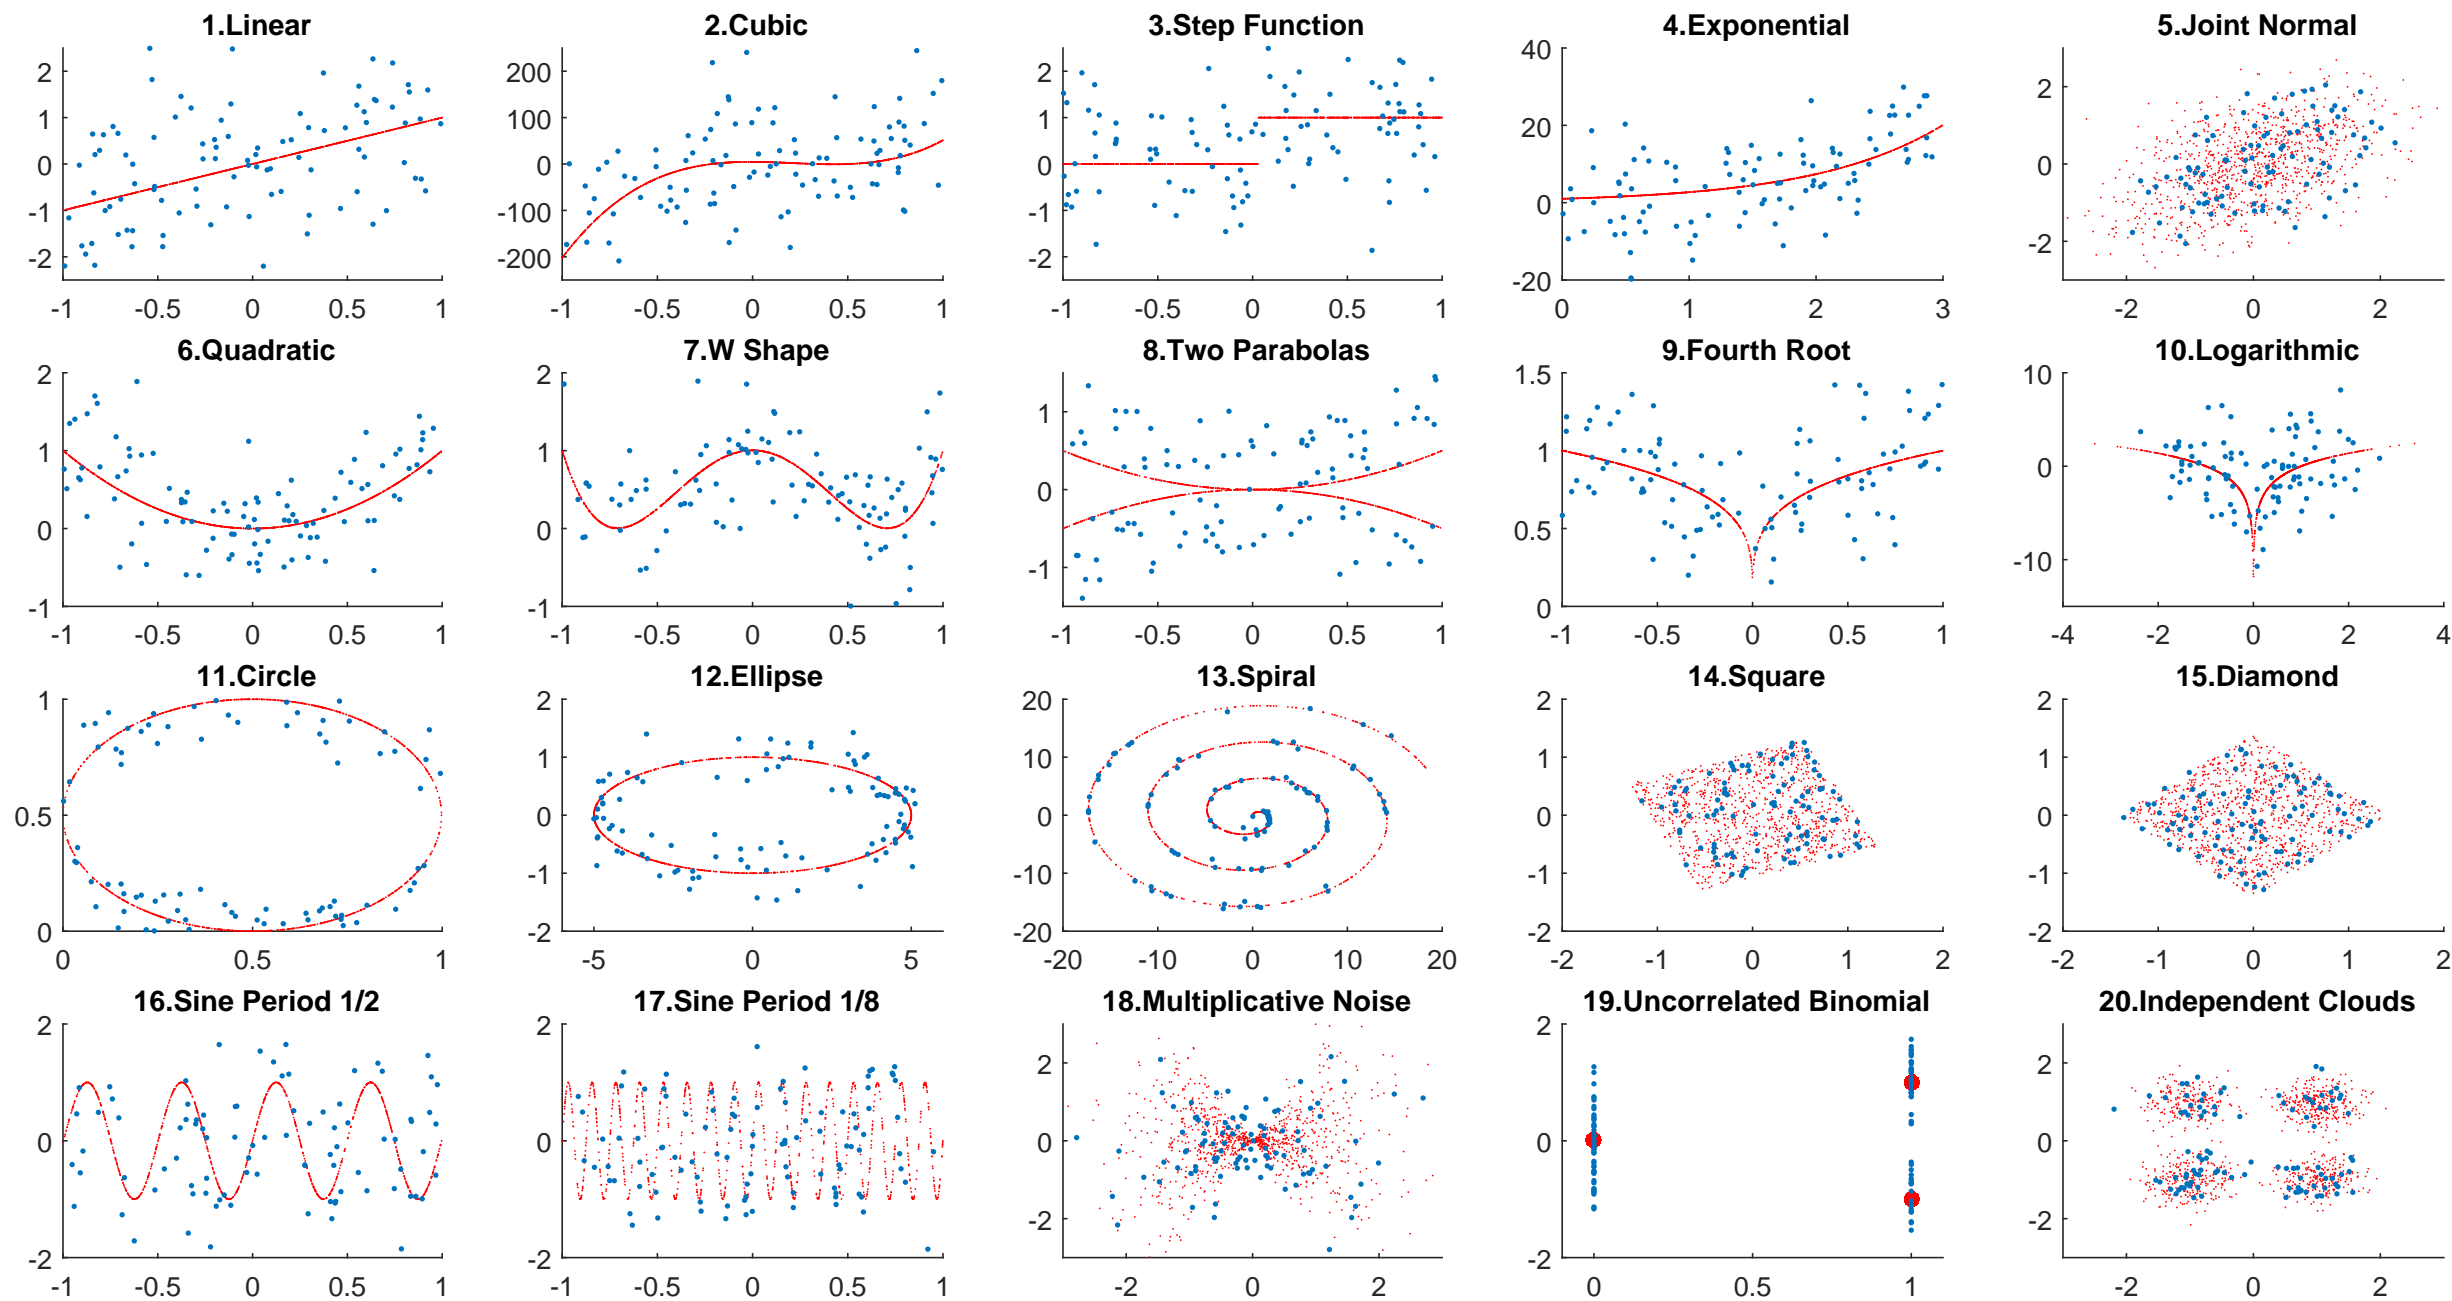 1.Linear 2.Cubic 3.Step Function 4.Exponential 5.Joint Normal
2 200 2 40 2
1 100 1 20
0 0 0 0 0
-1 -100 -1
-2 -200 -2 -20 -2
-1 -0.5 0 0.5 1 -1 -0.5 0 0.5 1 -1 -0.5 0 0.5 1 0 1 2 3 -2 0 2
6.Quadratic 7.W Shape 8.Two Parabolas 9.Fourth Root 10.Logarithmic
2 2 1.5 10
1 1 1 1 0
0 0 0 0.5
-1 -1 -1 0 -10
-1 -0.5 0 0.5 1 -1 -0.5 0 0.5 1 -1 -0.5 0 0.5 1 -1 -0.5 0 0.5 1 -4 -2 0 2 4
11.Circle 12.Ellipse 13.Spiral 14.Square 15.Diamond
1 2 20 2 2
1 10 1 1
0.5 0 0 0 0
-1 -10 -1 -1
0 -2 -20 -2 -2
0 0.5 1 -5 0 5 -20 -10 0 10 20 -2 -1 0 1 2 -2 -1 0 1 2
16.Sine Period 1/2 17.Sine Period 1/8 18.Multiplicative Noise 19.Uncorrelated Binomial 20.Independent Clouds
2 2 2 2 2
0 0 0 0 0
-2 -2 -2 -2 -2
-1 -0.5 0 0.5 1 -1 -0.5 0 0.5 1 -2 0 2 0 0.5 1 -2 0 2